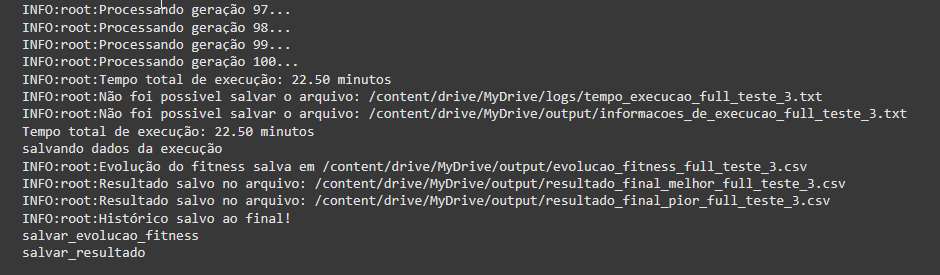 INFO:root:Processando geração 97...
INFO:root:Processando geração 98...
INFO:root:Processando geração 99...
INFO:root:Processando geração 100...
INFO:root:Tempo total de execução: 22.50 minutos
INFO:root:Não foi possivel salvar o arquivo: /content/drive/MyDrive/logs/tempo_execucao_full_teste_3.txt
INFO:root:Não foi possivel salvar o arquivo: /content/drive/MyDrive/output/informacoes_de_execucao_full_teste_3.txt
Tempo total de execução: 22.50 minutos
salvando dados da execução
INFO:root:Evolução do fitness salva em /content/drive/MyDrive/output/evolucao_fitness_full_teste_3.csv
INFO:root:Resultado salvo no arquivo: /content/drive/MyDrive/output/resultado_final_melhor_full_teste_3.csv
INFO:root:Resultado salvo no arquivo: /content/drive/MyDrive/output/resultado_final_pior_full_teste_3.csv
INFO:root:Histórico salvo ao final!
salvar_evolucao_fitness
salvar_resultado